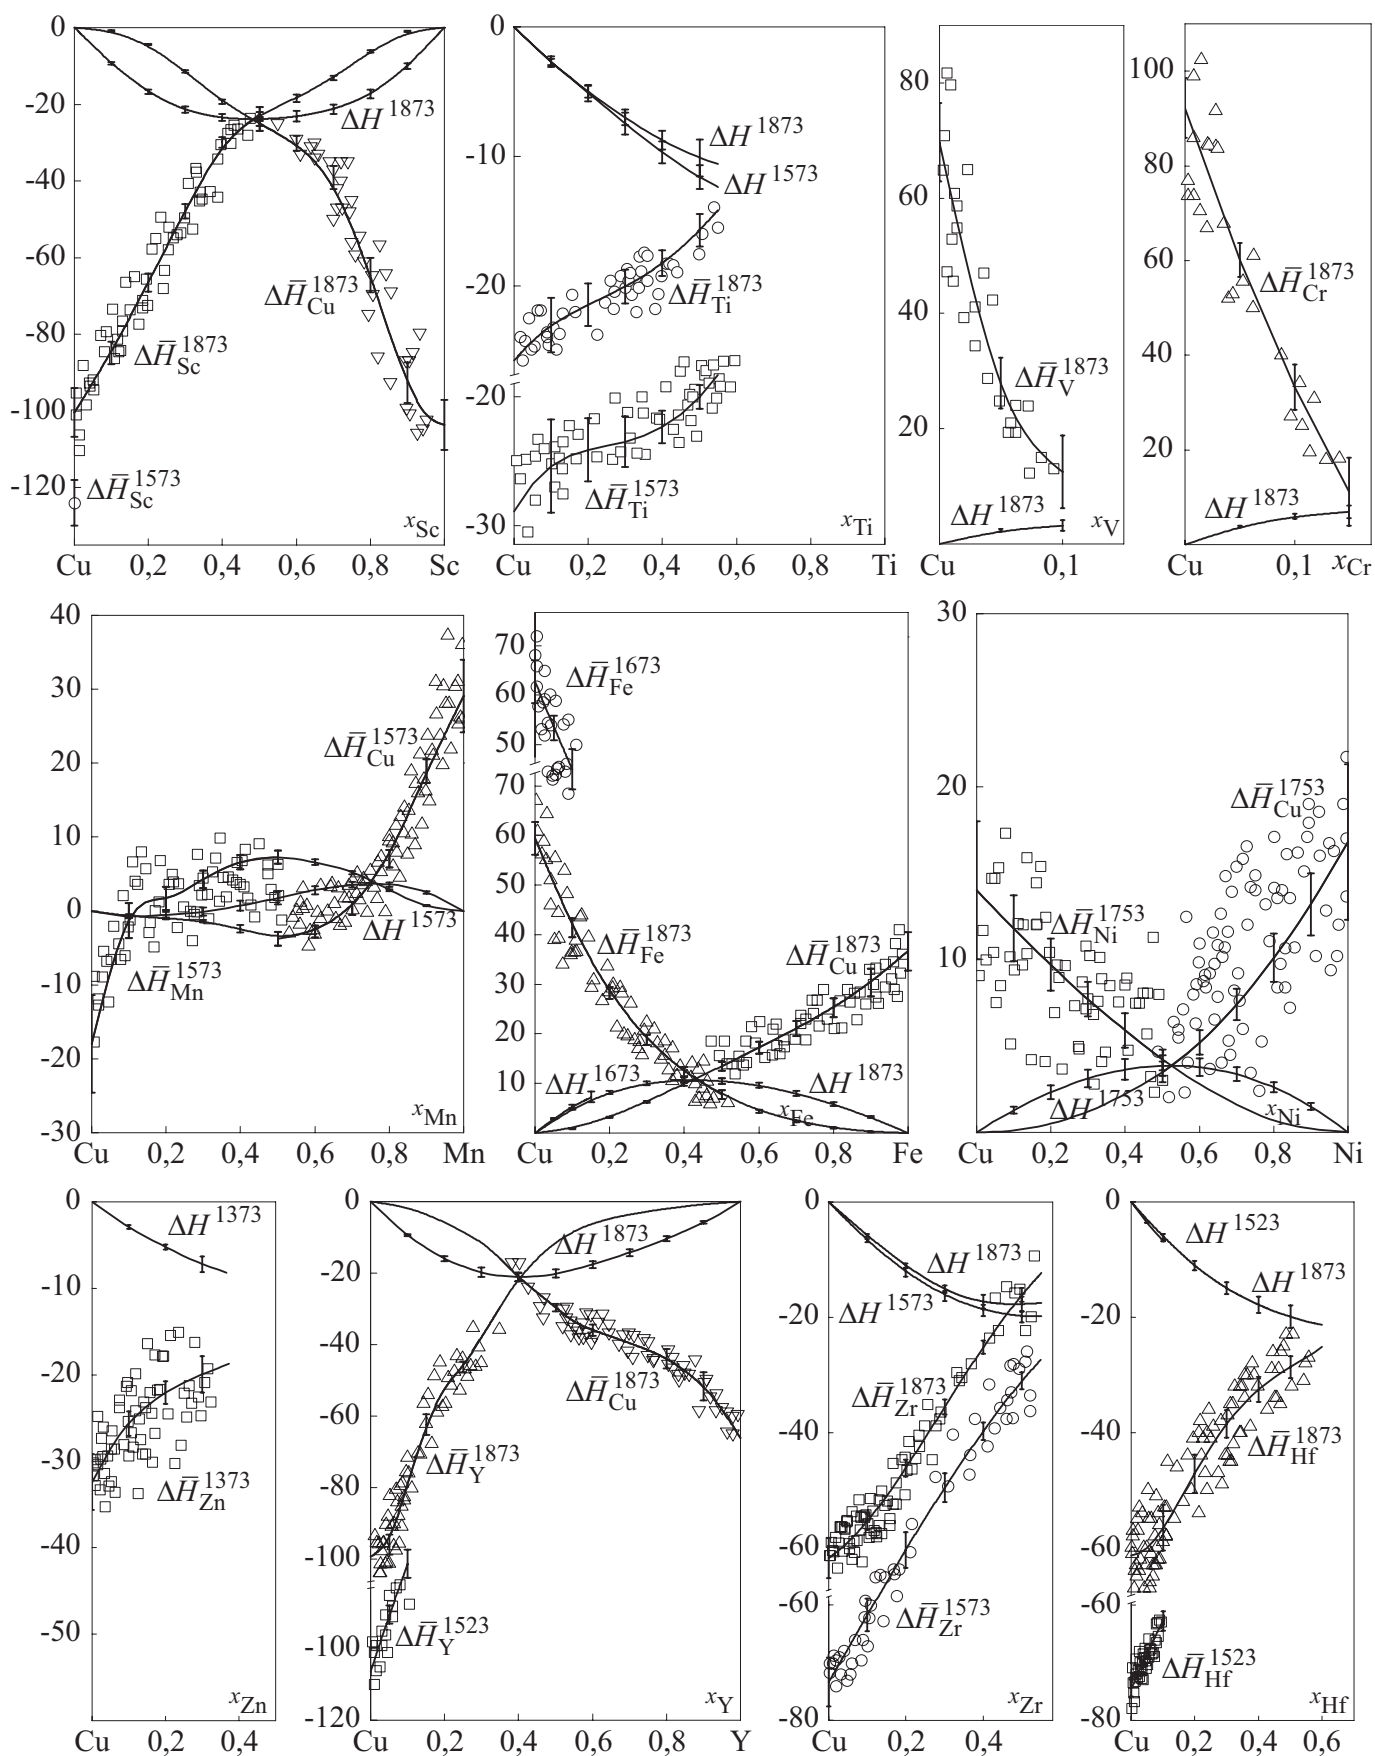 0
-20
-40
-60
-80
-100
-120
ΔH 1873
ΔH̅ 1873 Cu
ΔH̅ 1873 Sc
ΔH̅ 1573 Sc
x Sc
Cu 0,2 0,4 0,6 0,8 Sc
0
-10
-20
-20
-30
ΔH 1873
ΔH 1573
ΔH̅ 1873 Ti
ΔH̅ 1573 Ti
x Ti
Cu 0,2 0,4 0,6 0,8 Ti
80
60
40
20
ΔH̅ 1873 V
ΔH 1873
x V
Cu 0,1
100
80
60
40
20
ΔH̅ 1873 Cr
ΔH 1873
Cu 0,1 x Cr
40
30
20
10
0
-10
-20
-30
ΔH̅ 1573 Cu
ΔH 1573
ΔH̅ 1573 Mn
x Mn
Cu 0,2 0,4 0,6 0,8 Mn
70
60
50
70
60
50
40
30
20
10
ΔH̅ 1673 Fe
ΔH̅ 1873 Fe
ΔH̅ 1873 Cu
ΔH 1673
ΔH 1873
x Fe
Cu 0,2 0,4 0,6 0,8 Fe
30
20
10
ΔH̅ 1753 Cu
ΔH̅ 1753 Ni
ΔH 1753
x Ni
Cu 0,2 0,4 0,6 0,8 Ni
0
-10
-20
-30
-40
-50
ΔH 1373
ΔH̅ 1373 Zn
x Zn
Cu 0,2 0,4
0
-20
-40
-60
-80
-100
-100
-120
ΔH 1873
ΔH̅ 1873 Cu
ΔH̅ 1873 Y
ΔH̅ 1523 Y
x Y
Cu 0,2 0,4 0,6 0,8 Y
0
-20
-40
-60
-60
-80
ΔH 1873
ΔH 1573
ΔH̅ 1873 Zr
ΔH̅ 1573 Zr
x Zr
Cu 0,2 0,4
0
-20
-40
-60
-60
-80
ΔH 1523
ΔH 1873
ΔH̅ 1873 Hf
ΔH̅ 1523 Hf
x Hf
Cu 0,2 0,4 0,6